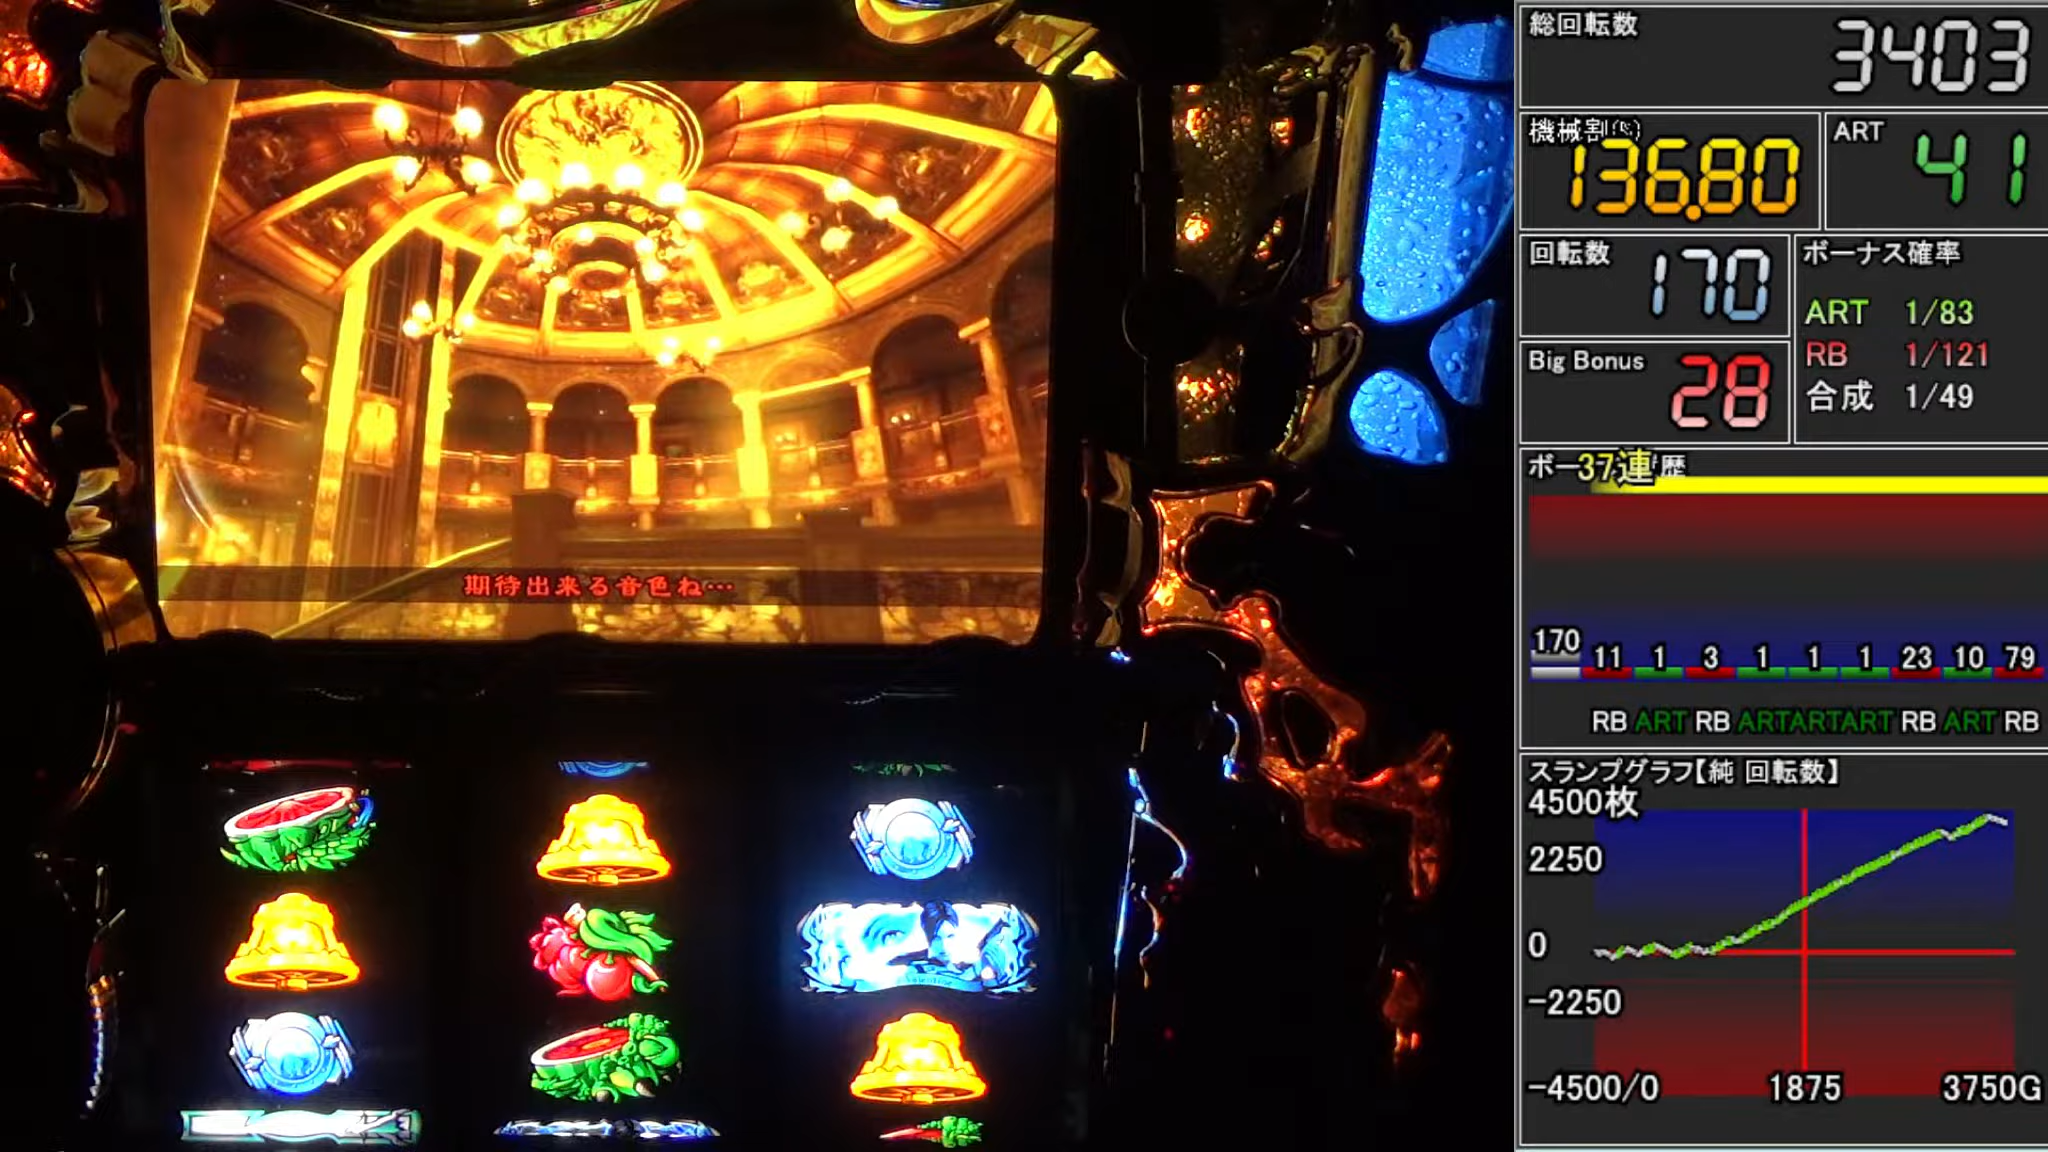 総回転数
3403
機械割(%)
136.80
ART
41
回転数
170
ボーナス確率
ART 1/83
RB 1/121
合成 1/49
Big Bonus
28
ボー
37連
歴
170 11 1 3 1 1 1 23 10 79
RB ART RB ART ART ART RB ART RB
スランプグラフ【純 回転数】
4500枚
2250
0
-2250
-4500/0 1875 3750G
期待出来る音色ね…